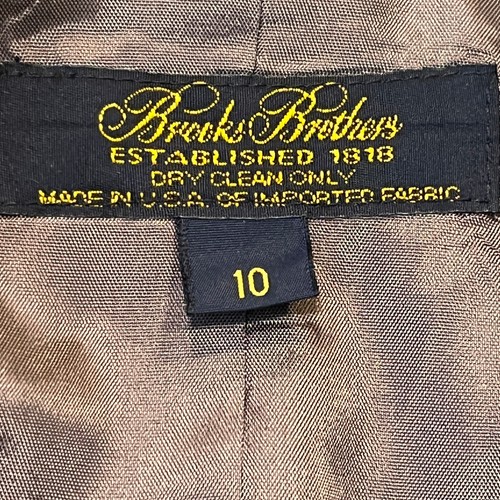 Brooks Brothers
ESTABLISHED 1818
DRY CLEAN ONLY
MADE IN U.S.A. OF IMPORTED FABRIC
10